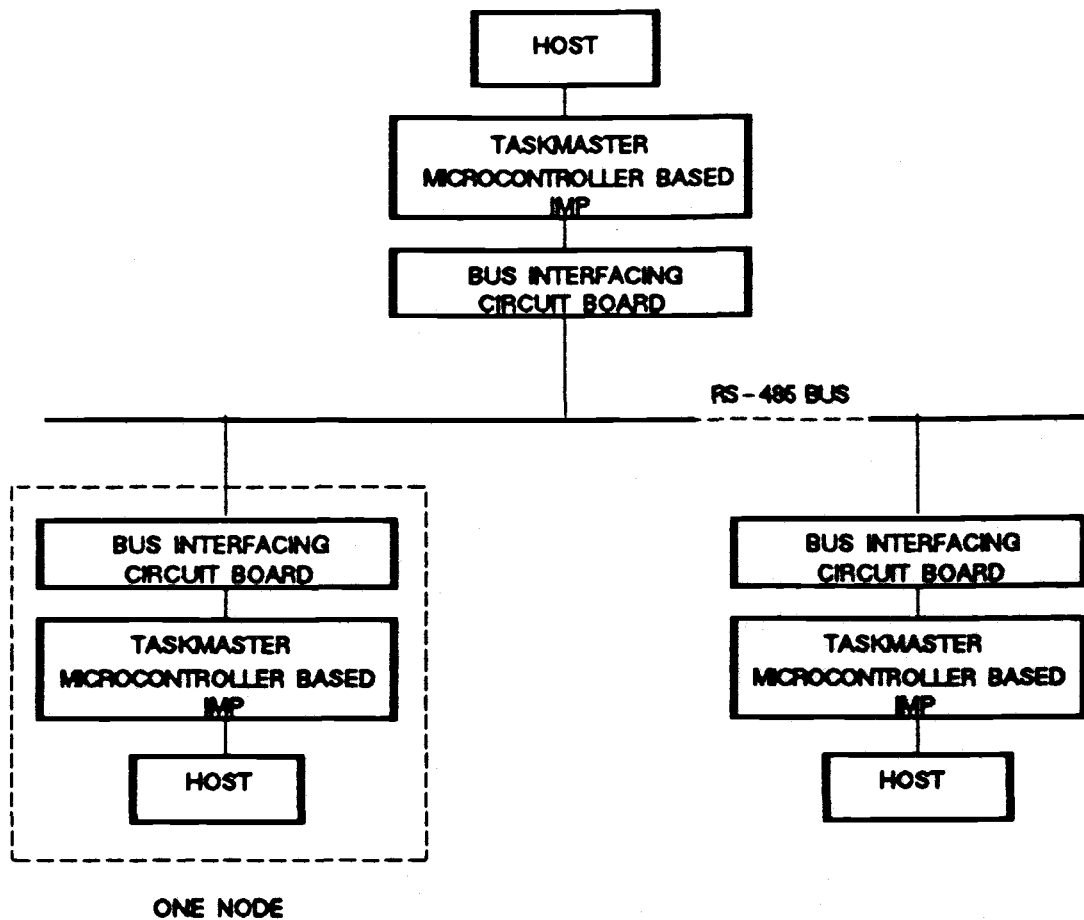 HOST
TASKMASTER
MICROCONTROLLER BASED
IMP
BUS INTERFACING
CIRCUIT BOARD
RS-485 BUS
BUS INTERFACING
CIRCUIT BOARD
TASKMASTER
MICROCONTROLLER BASED
IMP
HOST
ONE NODE
BUS INTERFACING
CIRCUIT BOARD
TASKMASTER
MICROCONTROLLER BASED
IMP
HOST